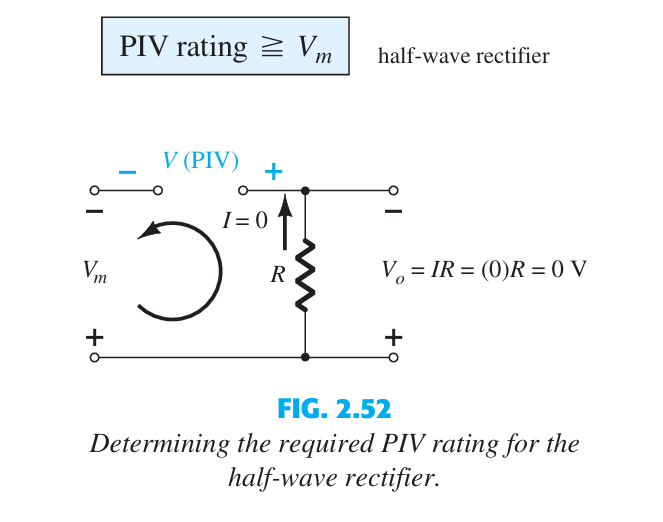 PIV rating ≧ Vₘ
half-wave rectifier
− V (PIV) +
− −
I = 0
Vₘ
R
Vₒ = IR = (0)R = 0 V
+ +
FIG. 2.52
Determining the required PIV rating for the
half-wave rectifier.